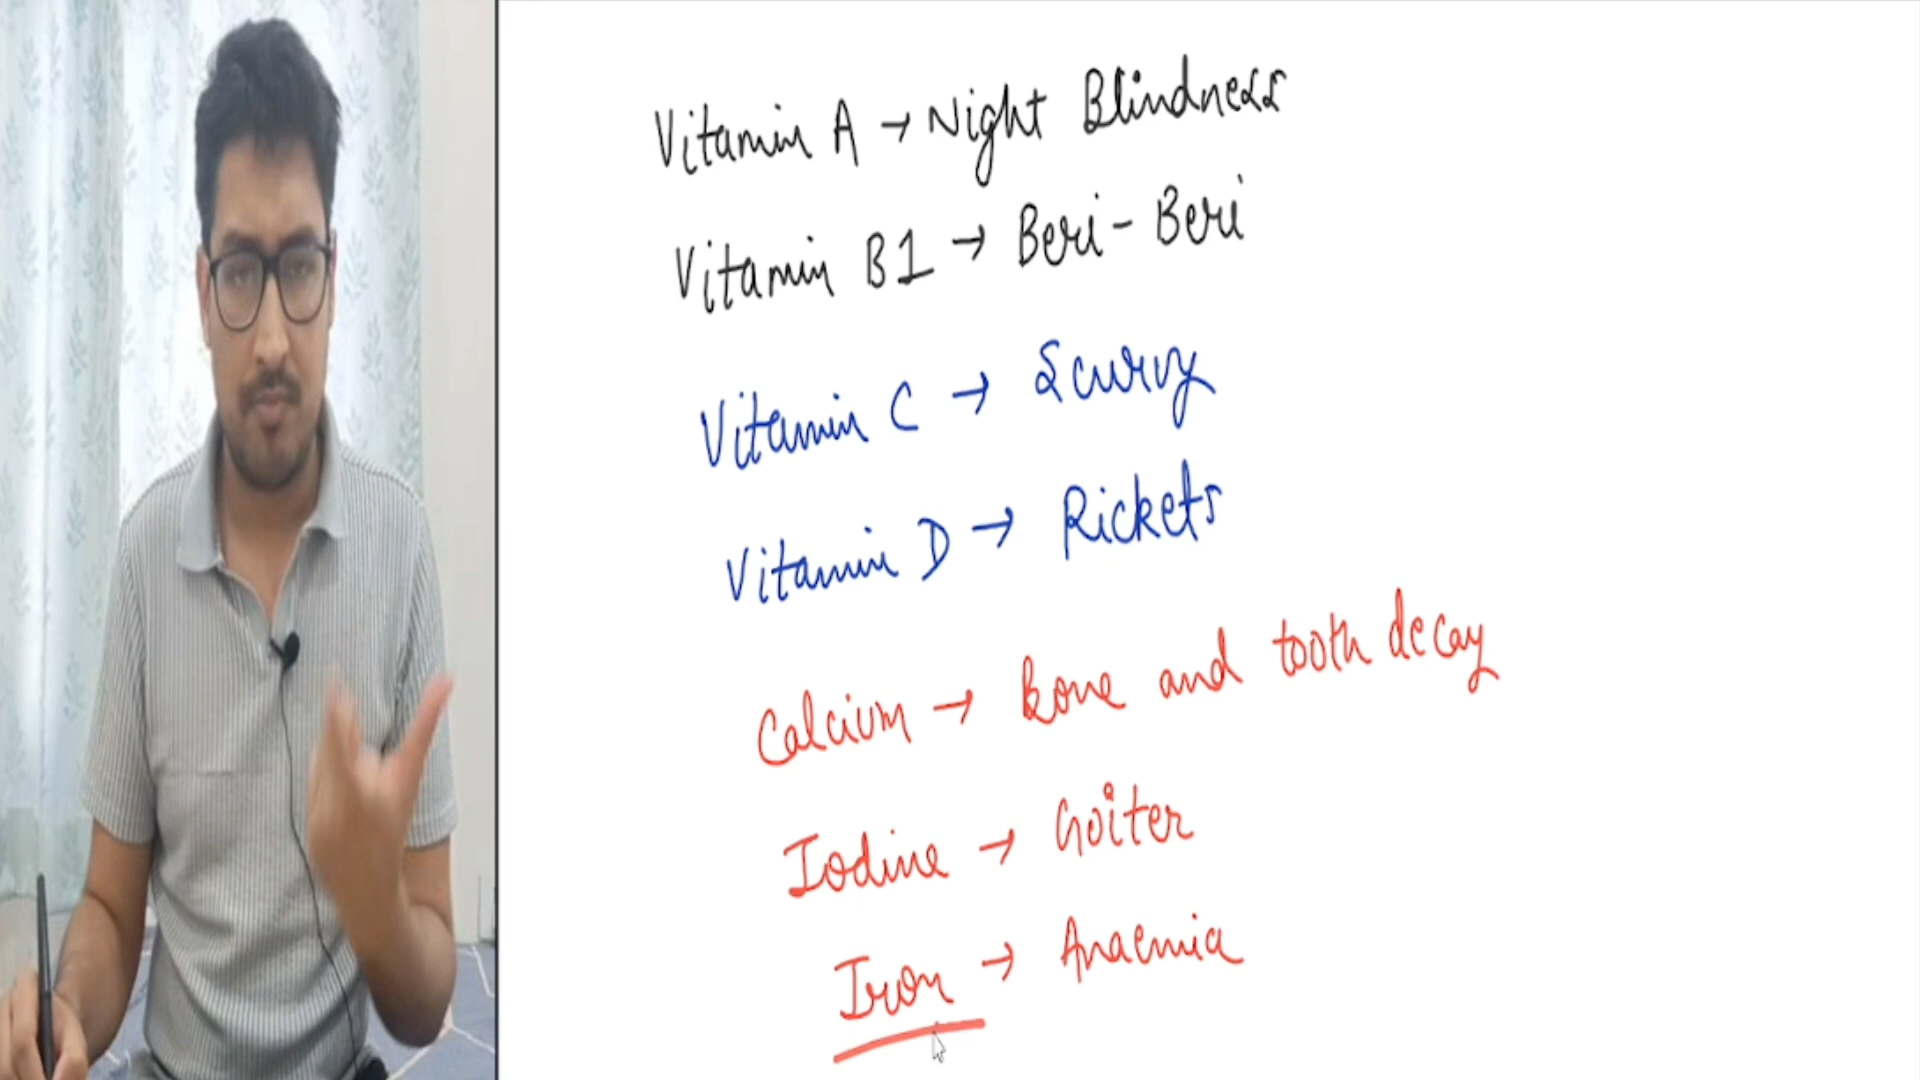 Vitamin A → Night Blindness
Vitamin B1 → Beri-Beri
Vitamin C → Scurvy
Vitamin D → Rickets
Calcium → Bone and tooth decay
Iodine → Goiter
Iron → Anaemia